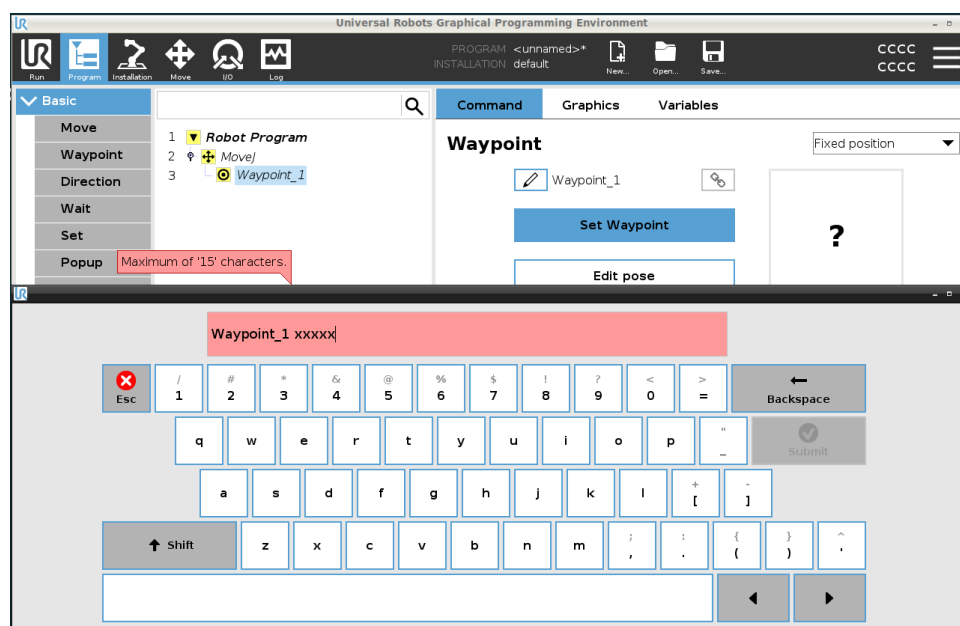 UR
Universal Robots Graphical Programming Environment
UR
Run
Program
Installation
Move
I/O
Log
PROGRAM <unnamed>*
INSTALLATION default
New...
Open...
Save...
CCCC
CCCC
Basic
Move
Waypoint
Direction
Wait
Set
Popup
1 Robot Program
2 MoveJ
3 Waypoint_1
Maximum of '15' characters.
Command Graphics Variables
Waypoint
Fixed position
Waypoint_1
Set Waypoint
?
Edit pose
UR
Waypoint_1 xxxxx
Esc
/ # * & @ % $ ! ? < >
1 2 3 4 5 6 7 8 9 0 =
Backspace
q w e r t y u i o p " _
Submit
a s d f g h j k l + [ - ]
Shift z x c v b n m ; , : . { ( } ) ^ '